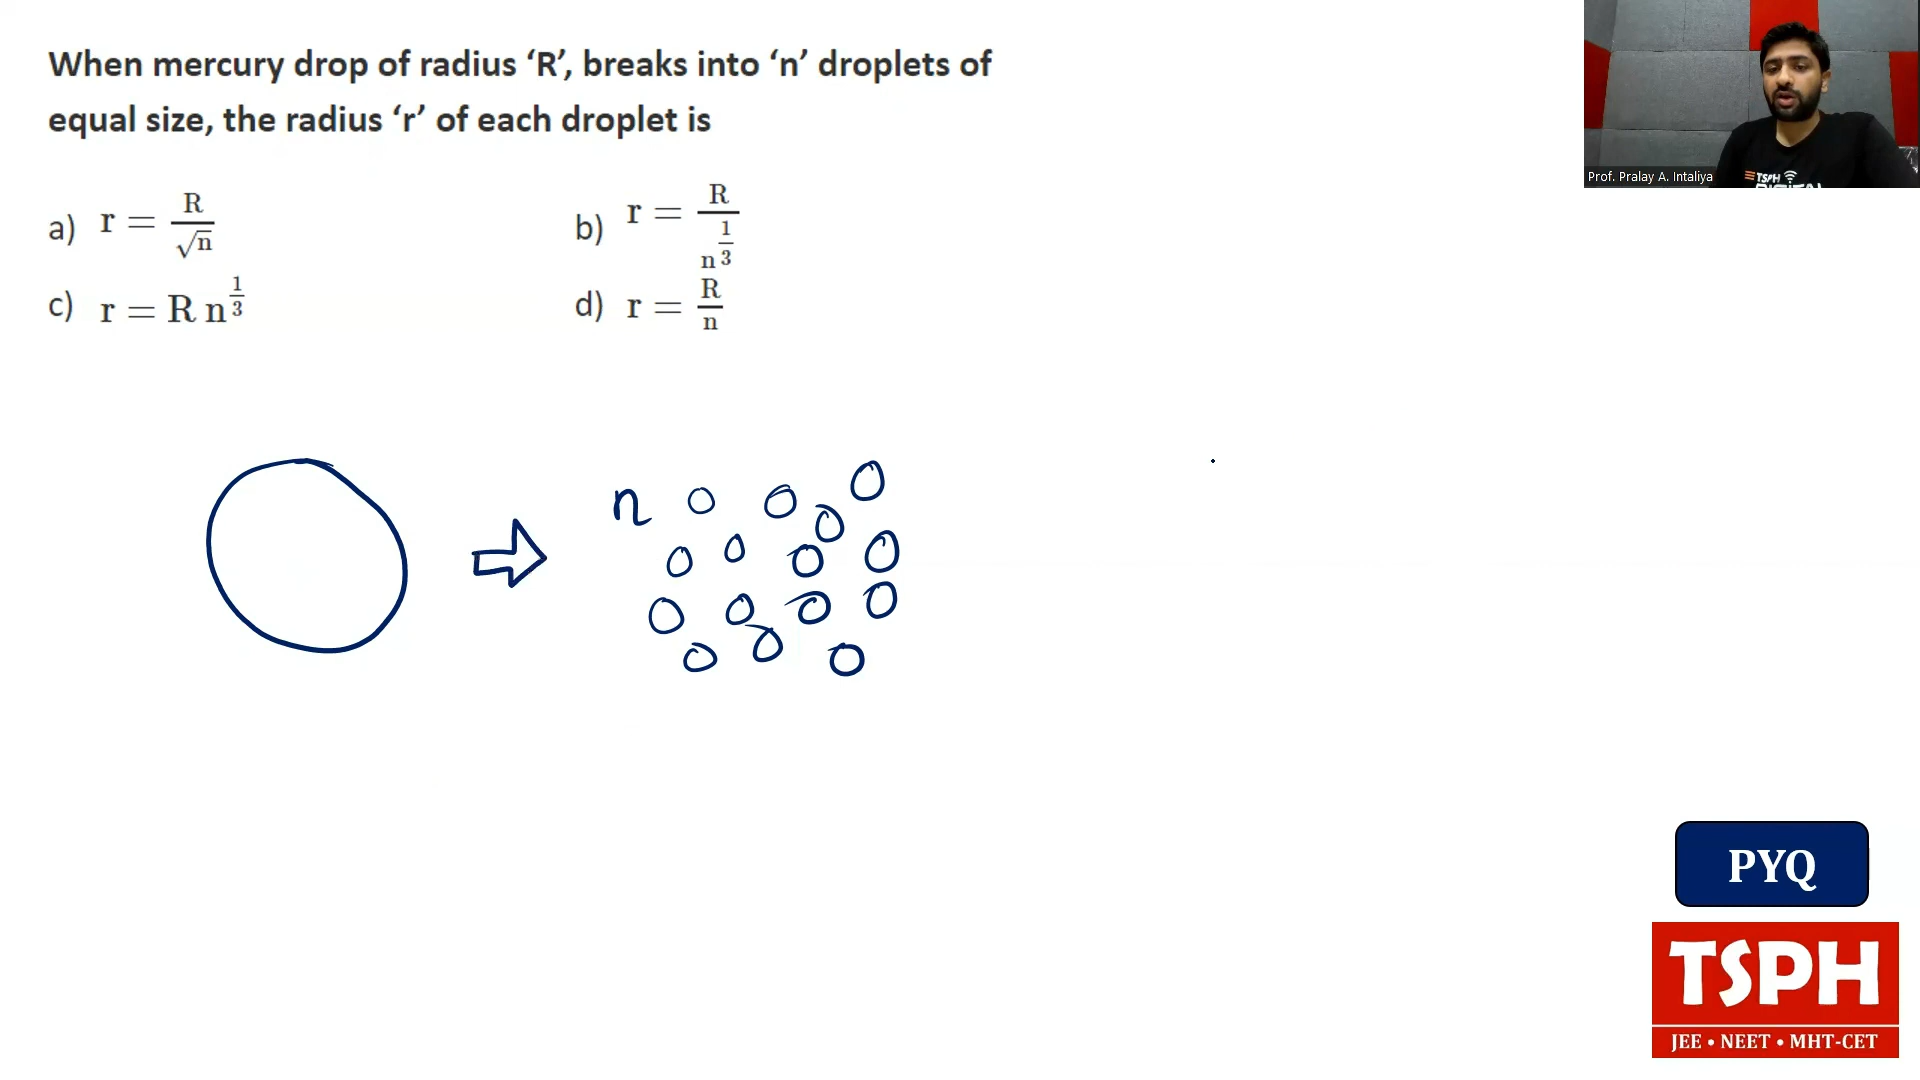 When mercury drop of radius ‘R’, breaks into ‘n’ droplets of
equal size, the radius ‘r’ of each droplet is
a) r = R/√n b) r = R/n^(1/3)
c) r = R n^(1/3) d) r = R/n
n
Prof. Pralay A. Intaliya
TSPH
PYQ
TSPH
JEE • NEET • MHT-CET